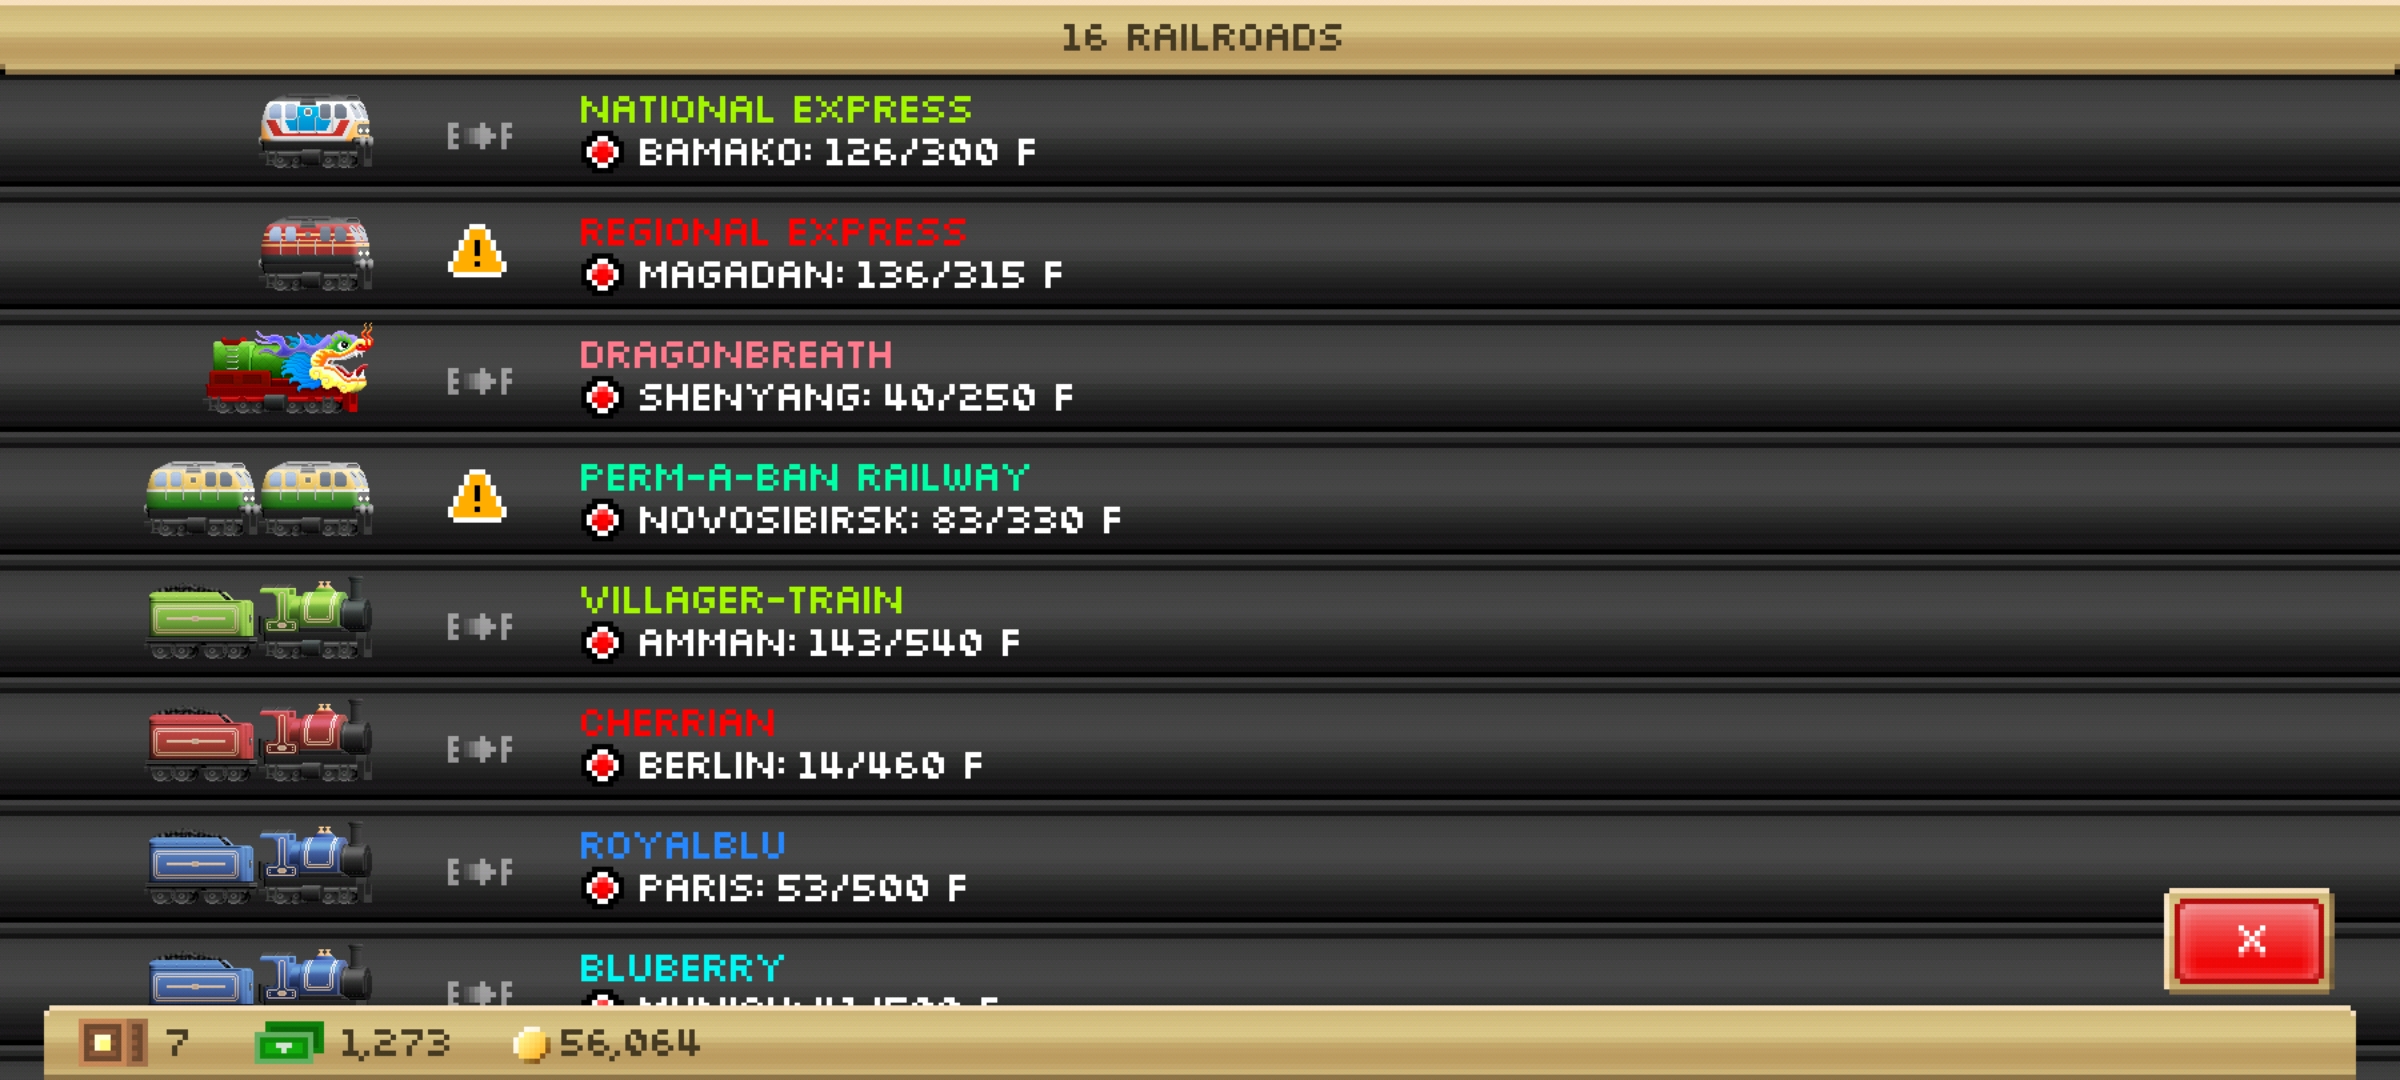 16 RAILROADS
E F
NATIONAL EXPRESS
BAMAKO: 126/300 F
!
REGIONAL EXPRESS
MAGADAN: 136/315 F
E F
DRAGONBREATH
SHENYANG: 40/250 F
!
PERM-A-BAN RAILWAY
NOVOSIBIRSK: 83/330 F
E F
VILLAGER-TRAIN
AMMAN: 143/540 F
E F
CHERRIAN
BERLIN: 14/460 F
E F
ROYALBLU
PARIS: 53/500 F
E F
BLUBERRY
X
7 1,273 56,064